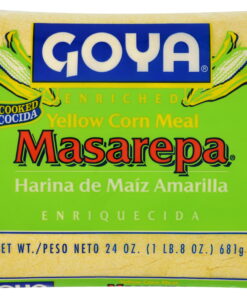 GOYA®
ENRICHED
COOKED
COCIDA
Yellow Corn Meal
Masarepa®
Harina de Maíz Amarilla
ENRIQUECIDA
ET WT./PESO NETO 24 OZ. (1 LB.8 OZ.) 681g